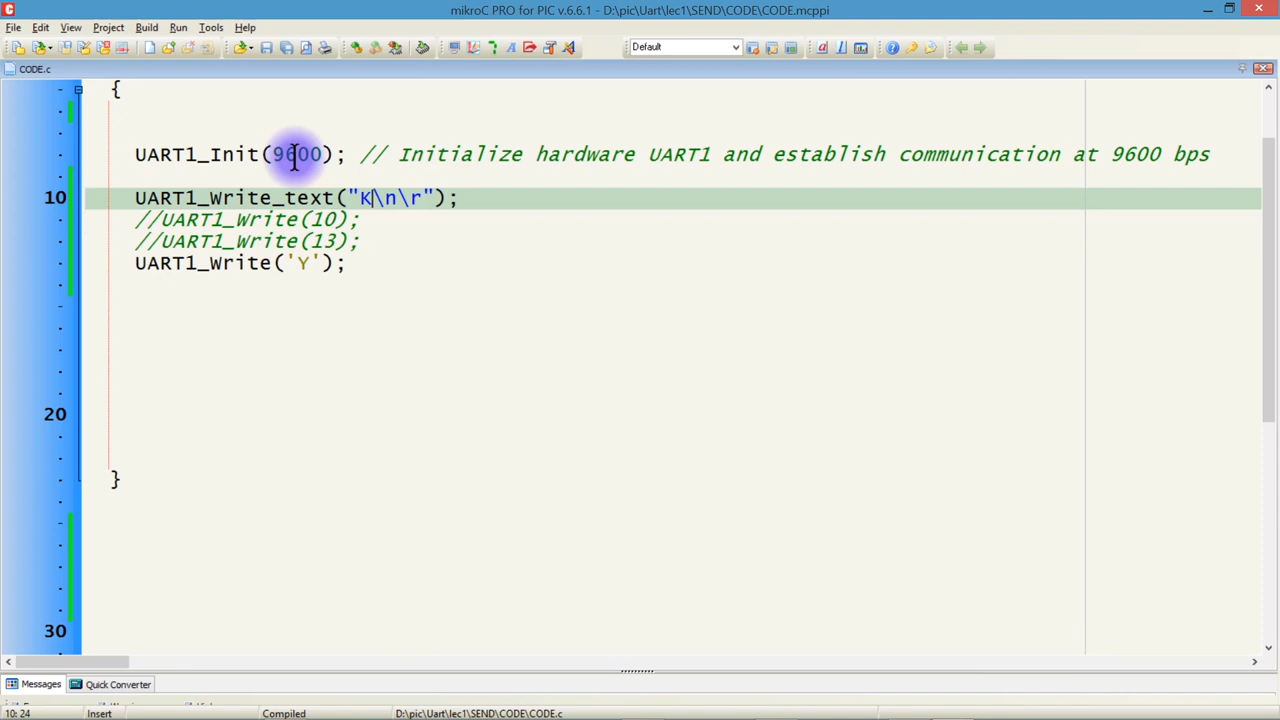 mikroC PRO for PIC v.6.6.1 - D:\pic\Uart\lec1\SEND\CODE\CODE.mcppi
File Edit View Project Build Run Tools Help
Default
CODE.c
{
UART1_Init(9600); // Initialize hardware UART1 and establish communication at 9600 bps
10 UART1_Write_text("K\n\r");
//UART1_Write(10);
//UART1_Write(13);
UART1_Write('Y');
20
}
30
Messages Quick Converter
10: 24 Insert Compiled D:\pic\Uart\lec1\SEND\CODE\CODE.c